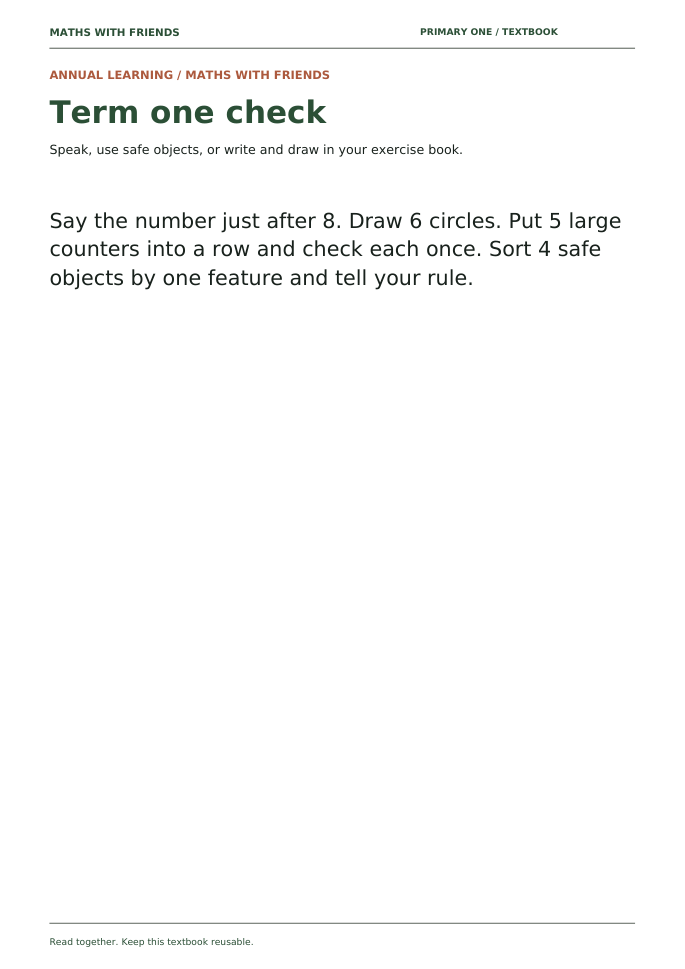 MATHS WITH FRIENDS
PRIMARY ONE / TEXTBOOK
ANNUAL LEARNING / MATHS WITH FRIENDS
Term one check
Speak, use safe objects, or write and draw in your exercise book.
Say the number just after 8. Draw 6 circles. Put 5 large
counters into a row and check each once. Sort 4 safe
objects by one feature and tell your rule.
Read together. Keep this textbook reusable.